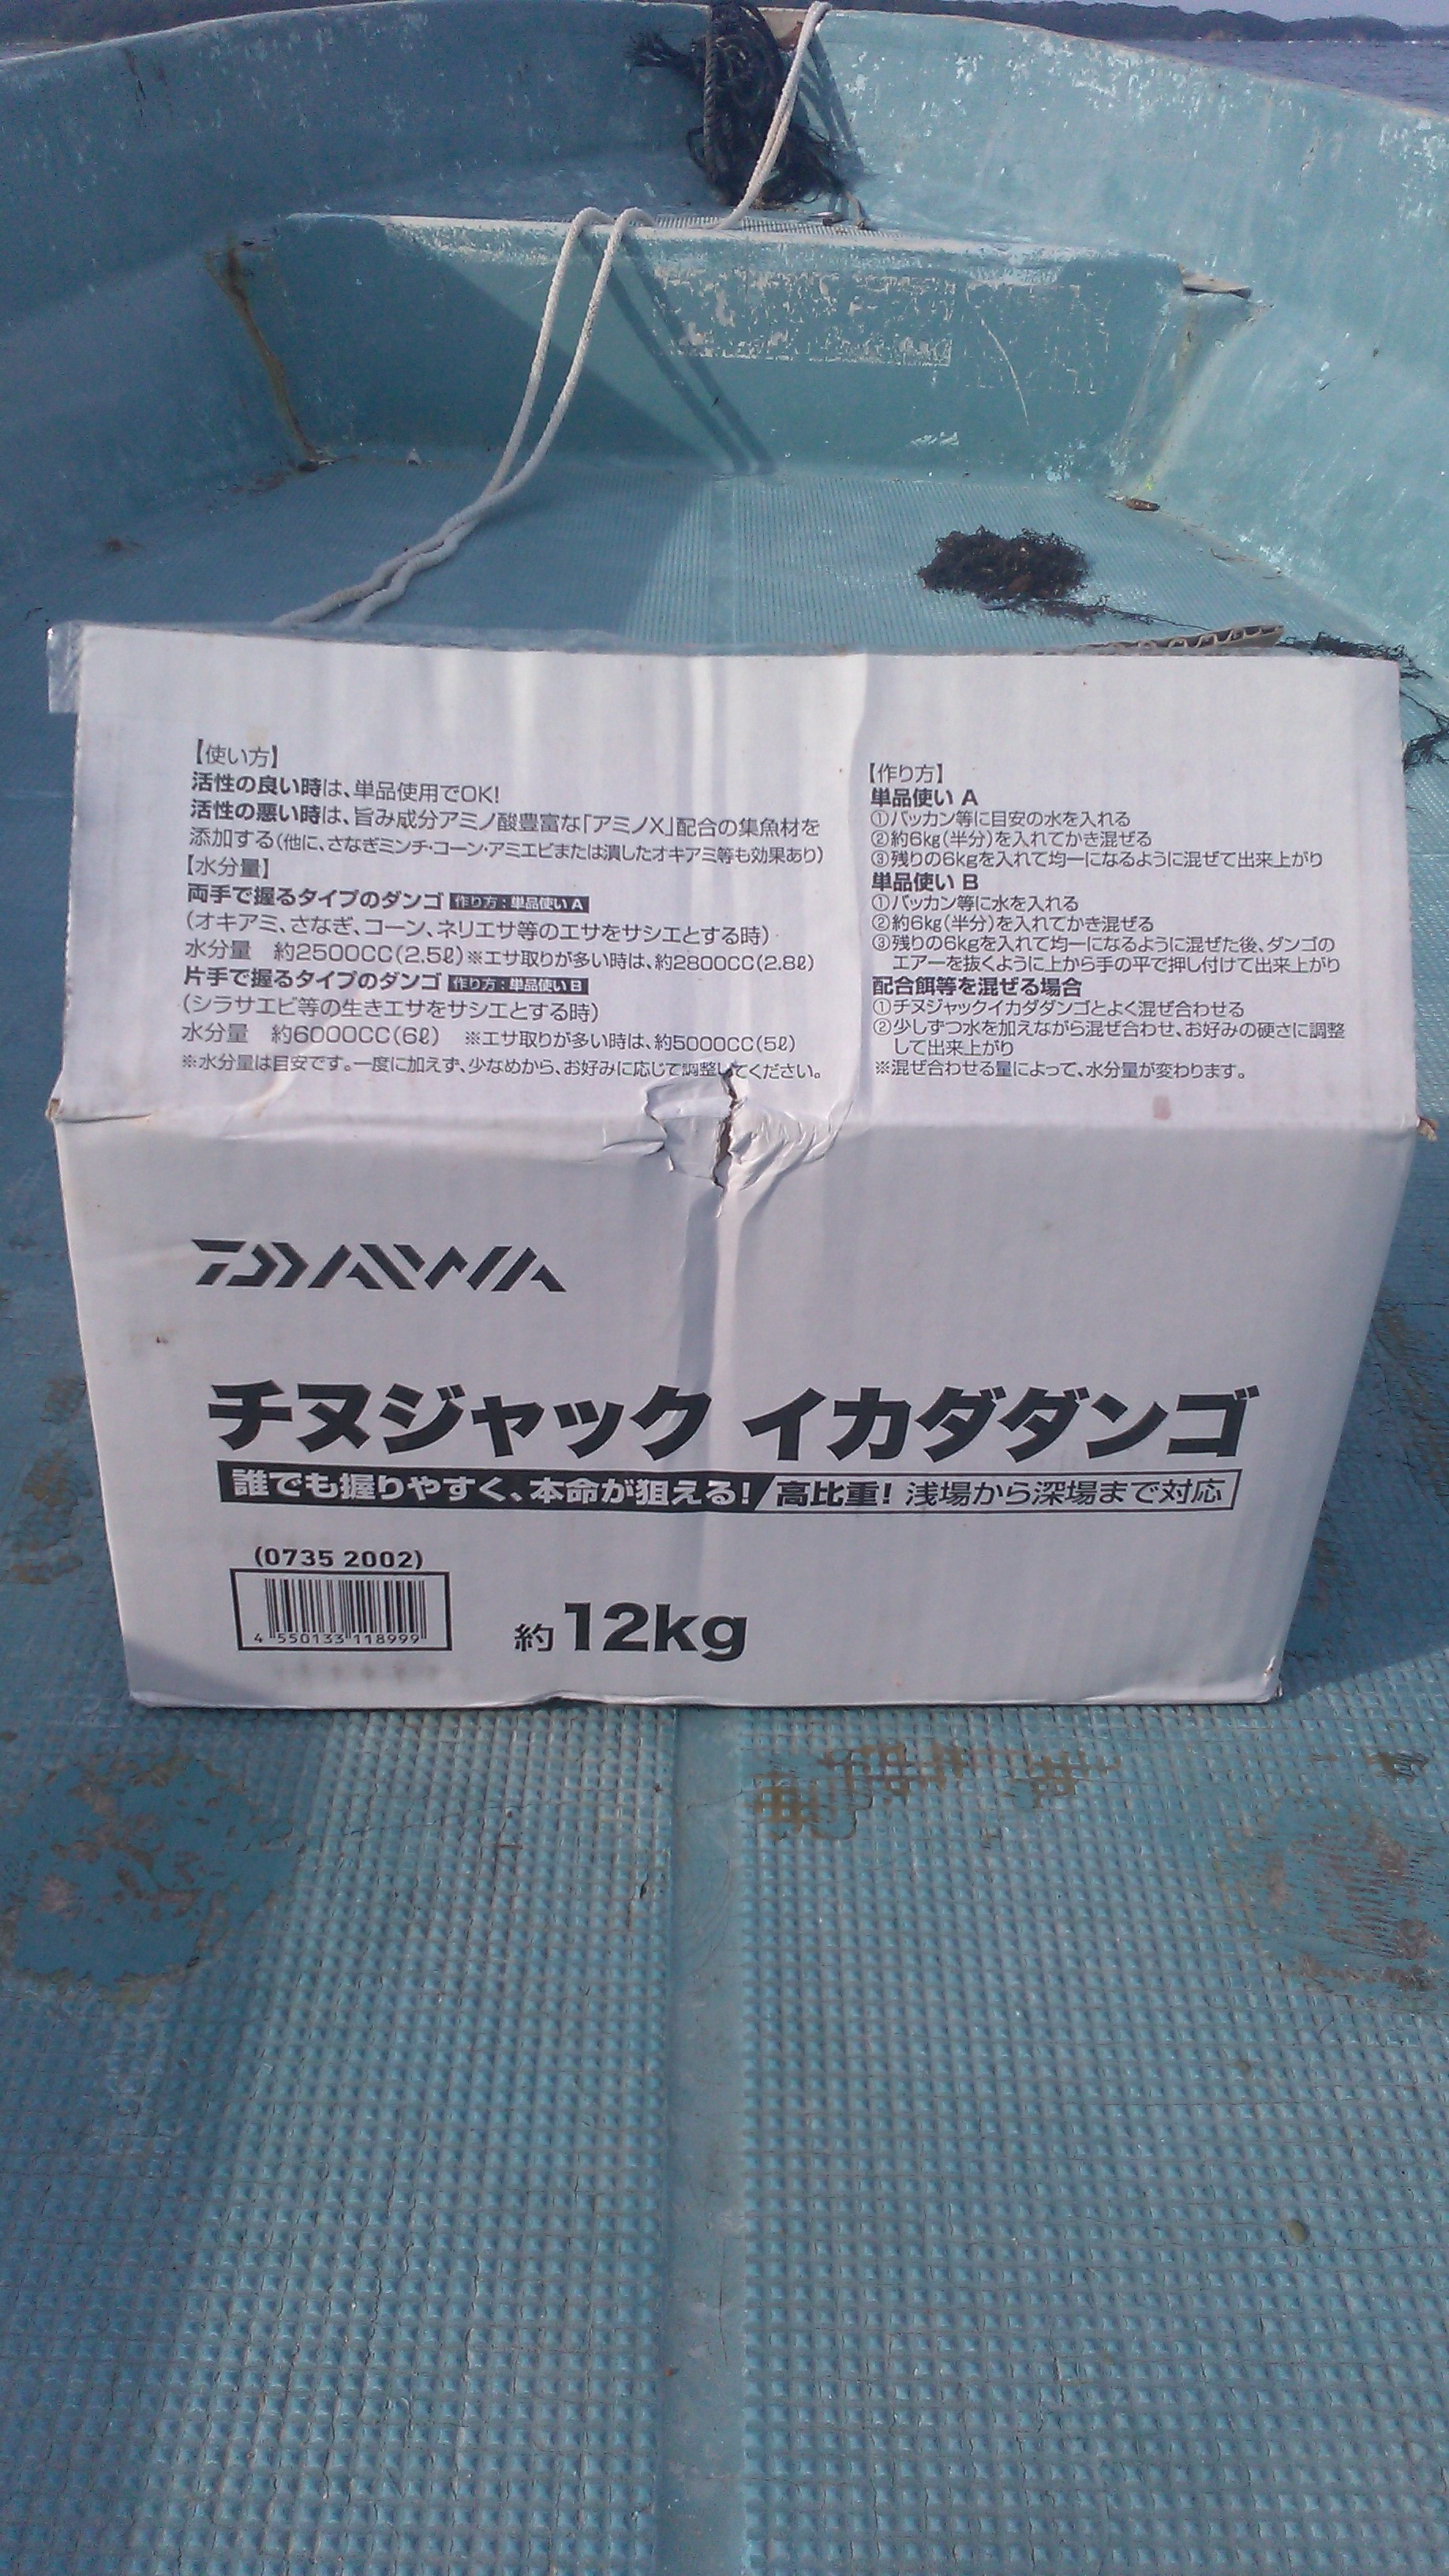 【使い方】
活性の良い時は、単品使用でOK!
活性の悪い時は、旨み成分アミノ酸豊富な「アミノX」配合の集魚材を
添加する(他に、さなぎミンチ・コーン・アミエビまたは潰したオキアミ等も効果あり)
【水分量】
両手で握るタイプのダンゴ 作り方:単品使い A
(オキアミ、さなぎ、コーン、ネリエサ等のエサをサシエとする時)
水分量 約2500CC(2.5ℓ)※エサ取りが多い時は、約2800CC(2.8ℓ)
片手で握るタイプのダンゴ 作り方:単品使い B
(シラサエビ等の生きエサをサシエとする時)
水分量 約6000CC(6ℓ) ※エサ取りが多い時は、約5000CC(5ℓ)
※水分量は目安です。一度に加えず、少なめから、お好みに応じて調整してください。
【作り方】
単品使い A
①バッカン等に目安の水を入れる
②約6kg(半分)を入れてかき混ぜる
③残りの6kgを入れて均一になるように混ぜて出来上がり
単品使い B
①バッカン等に水を入れる
②約6kg(半分)を入れてかき混ぜる
③残りの6kgを入れて均一になるように混ぜた後、ダンゴの
エアーを抜くように上から手の平で押し付けて出来上がり
配合餌等を混ぜる場合
①チヌジャックイカダダンゴとよく混ぜ合わせる
②少しずつ水を加えながら混ぜ合わせ、お好みの硬さに調整
して出来上がり
※混ぜ合わせる量によって、水分量が変わります。
DAIWA
チヌジャック イカダダンゴ
誰でも握りやすく、本命が狙える! 高比重! 浅場から深場まで対応
(0735 2002)
4 550133 118999
約12kg